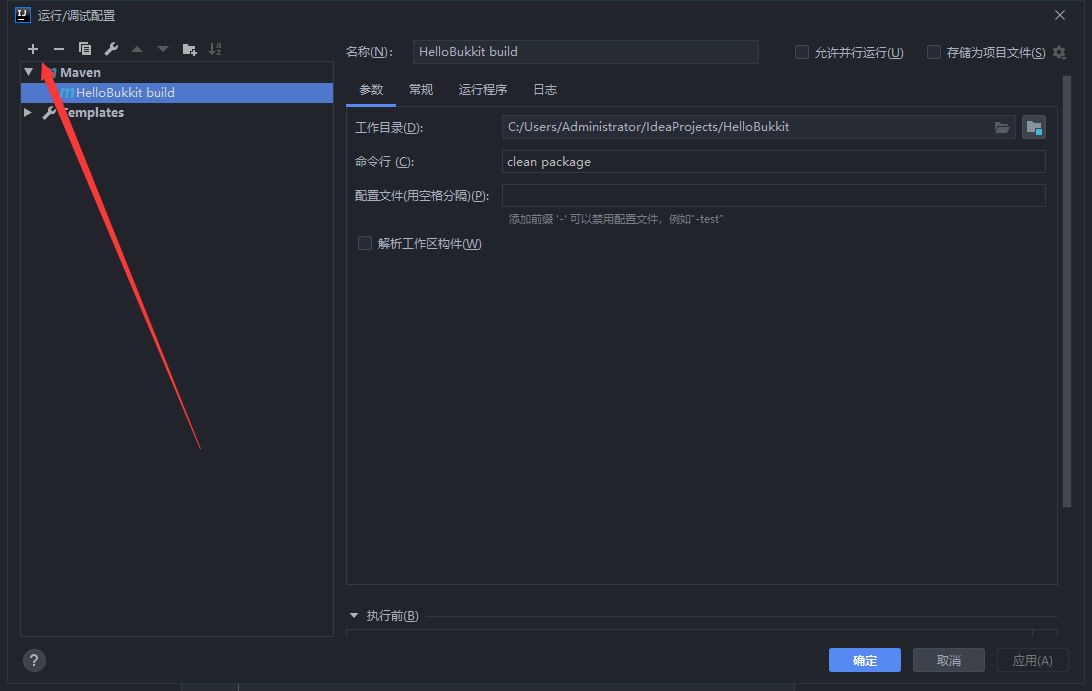 运行/调试配置
Maven
HelloBukkit build
Templates
名称(N):
HelloBukkit build
允许并行运行(U)
存储为项目文件(S)
参数 常规 运行程序 日志
工作目录(D):
C:/Users/Administrator/IdeaProjects/HelloBukkit
命令行 (C):
clean package
配置文件(用空格分隔)(P):
添加前缀 '-' 可以禁用配置文件，例如"-test"
解析工作区构件(W)
执行前(B)
?
确定 取消 应用(A)